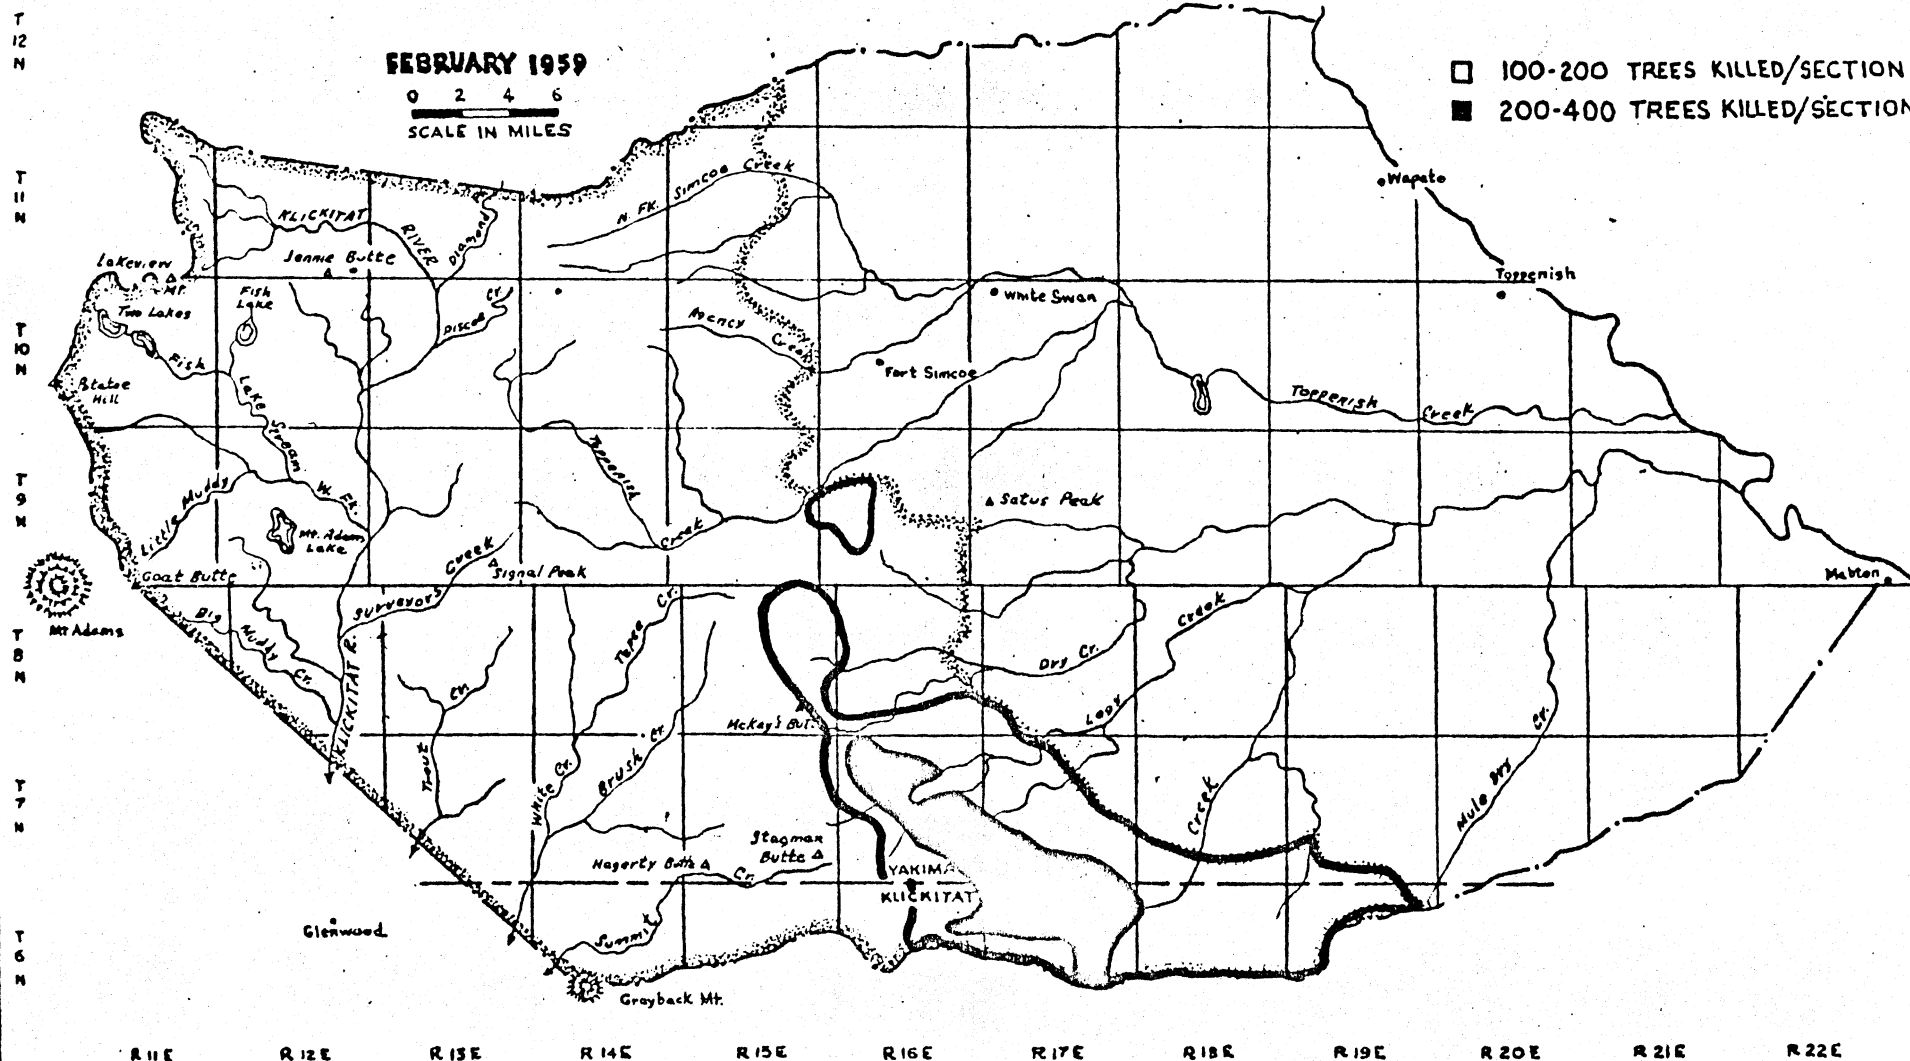 T
12
N
FEBRUARY 1959
0 2 4 6
SCALE IN MILES
□ 100-200 TREES KILLED/SECTION
■ 200-400 TREES KILLED/SECTION
T
11
N
N. FK. Simcoe Creek
Wapato
KLICKITAT RIVER
Diamond
Lakeview
Mt.
Jennie Butte
Toppenish
Fish
Lake
White Swan
Two Lakes
Discol Cr.
T
10
N
Agency Creek
Fish Lake Stream
Fort Simcoe
Potatoe
Hill
Toppenish Creek
Toppenish Creek
T
9
N
Little Muddy
W. Fk.
Satus Peak
Mt. Adams
Lake
Signal Peak
Goat Butte
Surveyors Creek
Mabton
Mt Adams
T
8
N
Big Muddy Cr.
KLICKITAT R.
Tepee Cr.
Cr.
Dry Cr.
Logy Creek
McKay's But.
Trout
White Cr.
Brush Cr.
T
7
N
Creek
Mule Dry Cr.
Stagman
Butte
Hagerty Butte
YAKIMA
KLICKITAT
Summit Cr.
Glenwood
T
6
N
Grayback Mt.
R 11 E R 12 E R 13 E R 14 E R 15 E R 16 E R 17 E R 18 E R 19 E R 20 E R 21 E R 22 E